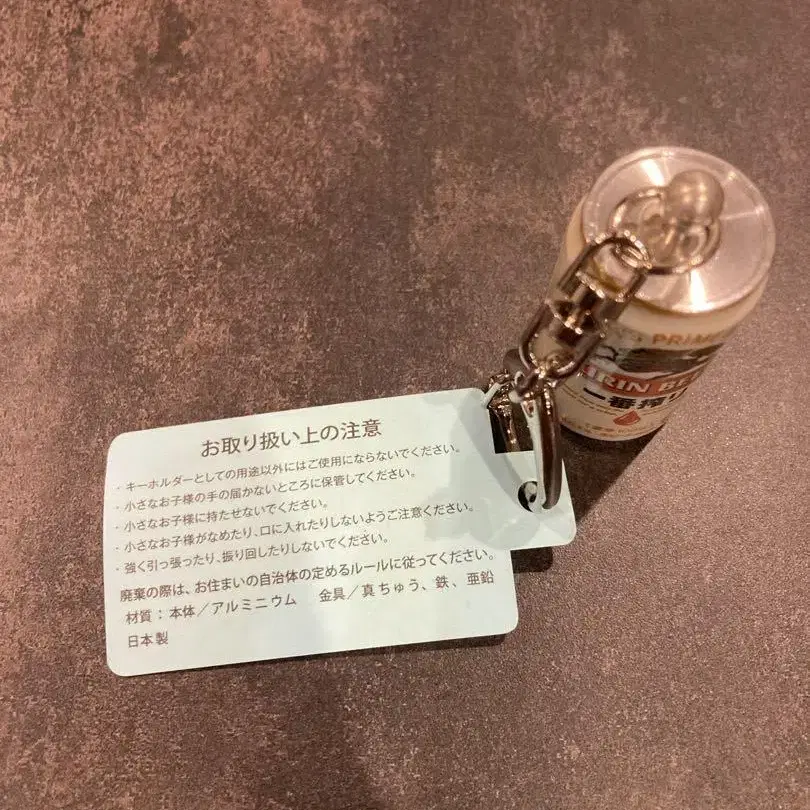 お取り扱い上の注意
・キーホルダーとしての用途以外にはご使用にならないでください。
・小さなお子様の手の届かないところに保管してください。
・小さなお子様に持たせないでください。
・小さなお子様がなめたり、口に入れたりしないようご注意ください。
・強く引っ張ったり、振り回したりしないでください。
廃棄の際は、お住まいの自治体の定めるルールに従ってください。
材質：本体／アルミニウム　金具／真ちゅう、鉄、亜鉛
日本製
IRIN BE
一番搾り